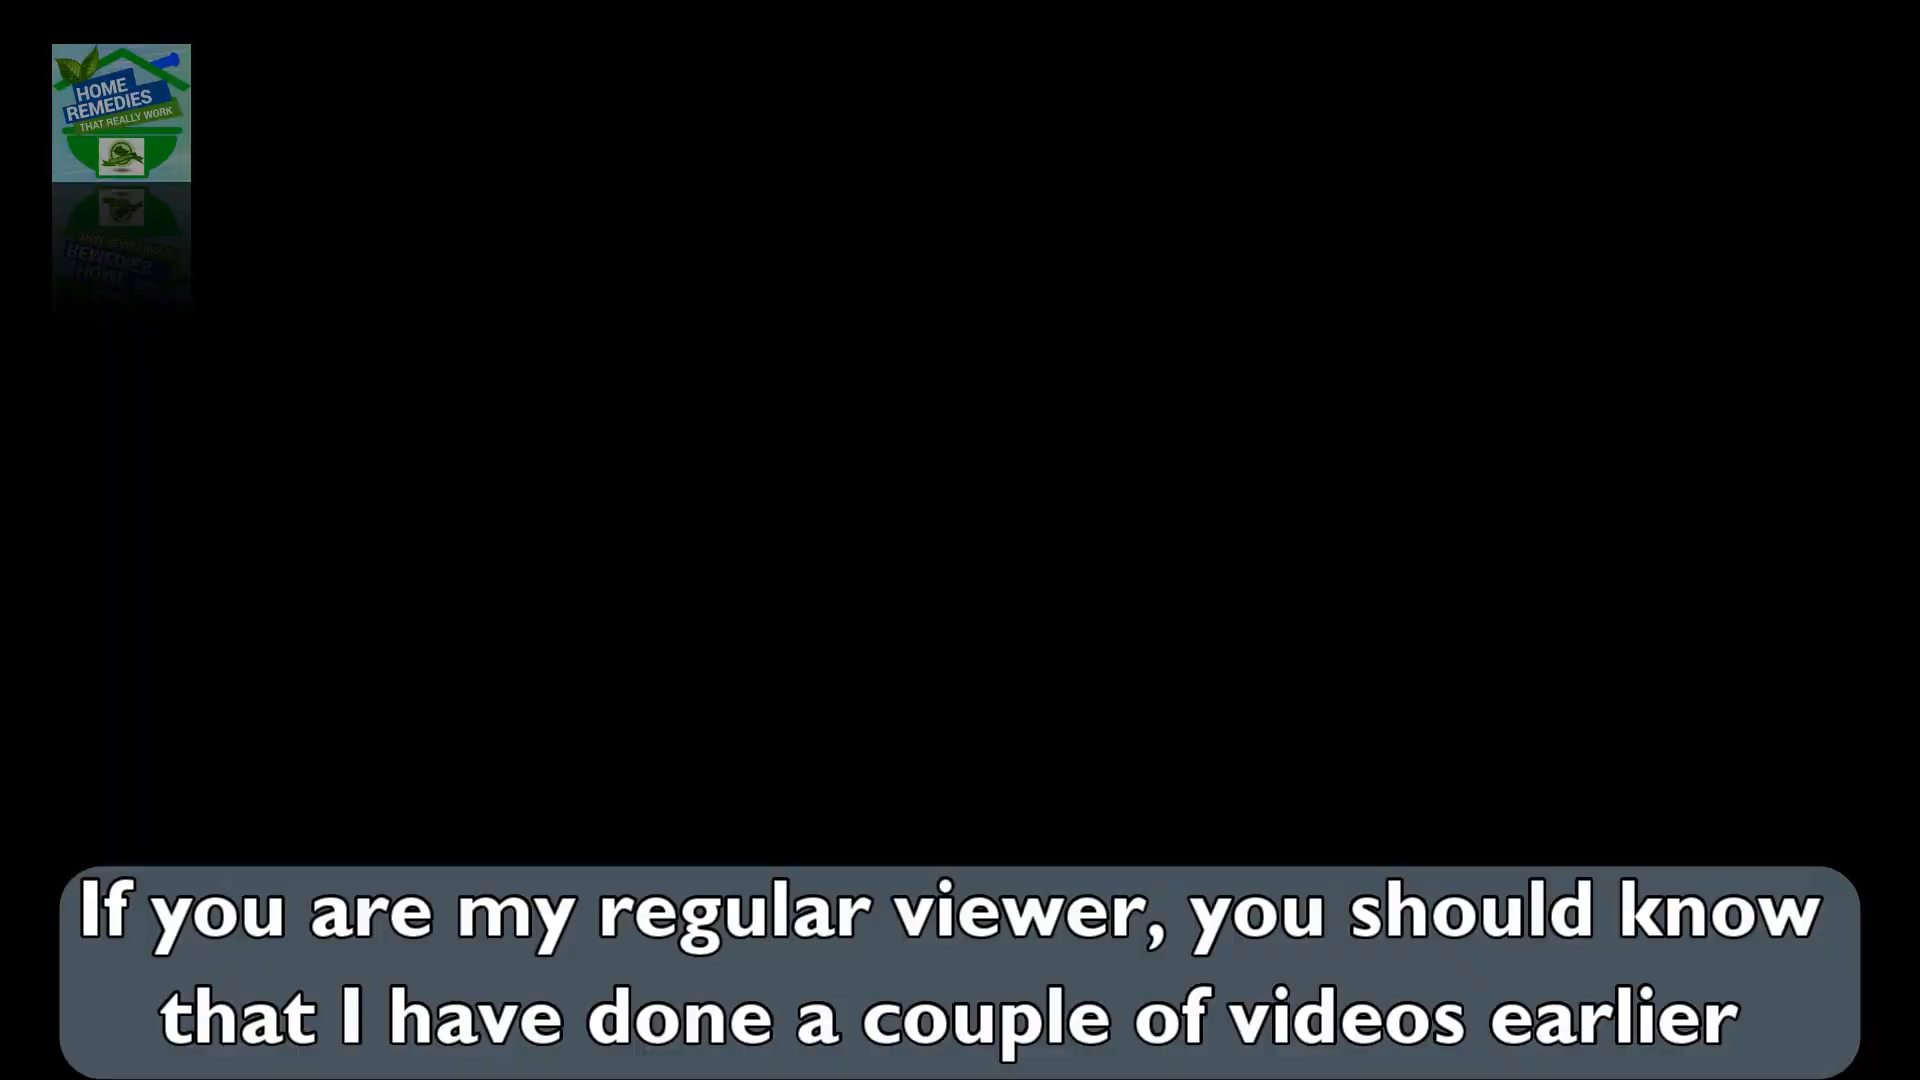 HOME
REMEDIES
THAT REALLY WORK
If you are my regular viewer, you should know
that I have done a couple of videos earlier